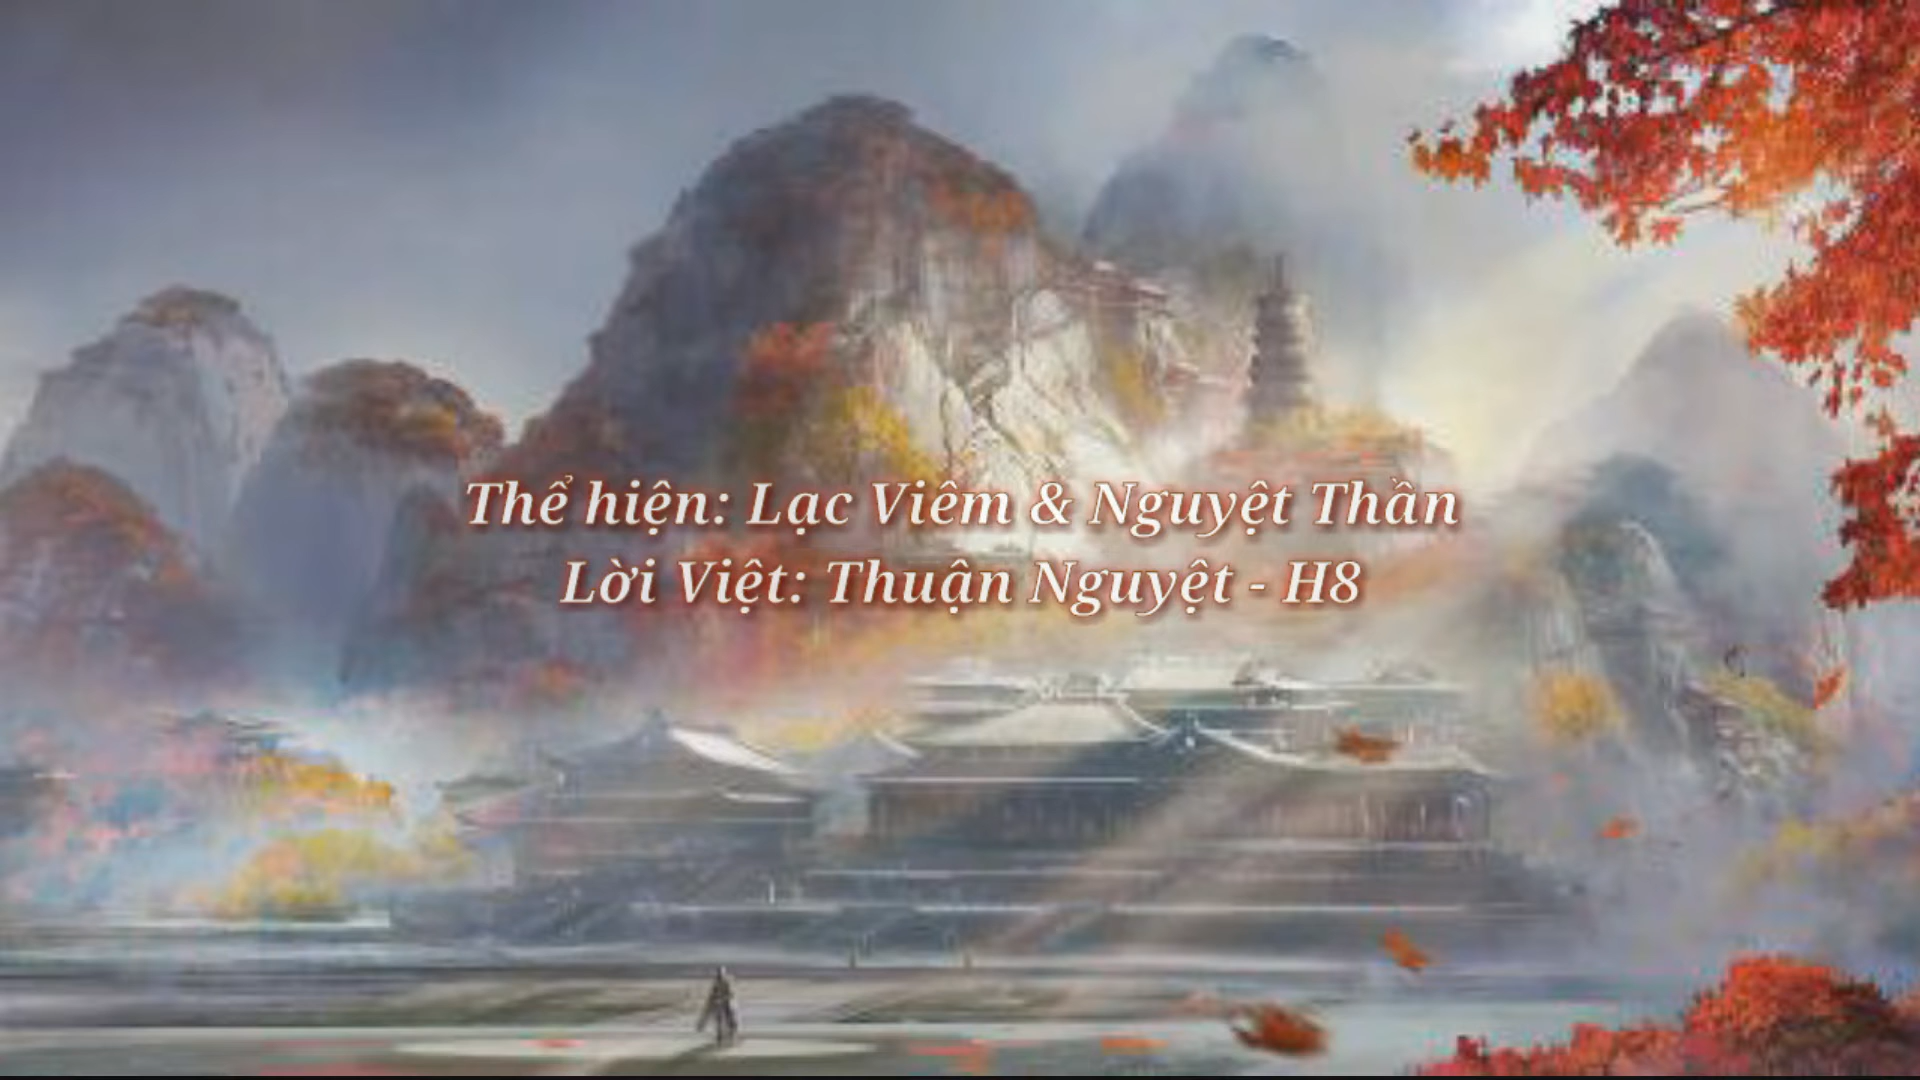 Thể hiện: Lạc Viêm & Nguyệt Thần
Lời Việt: Thuận Nguyệt - H8